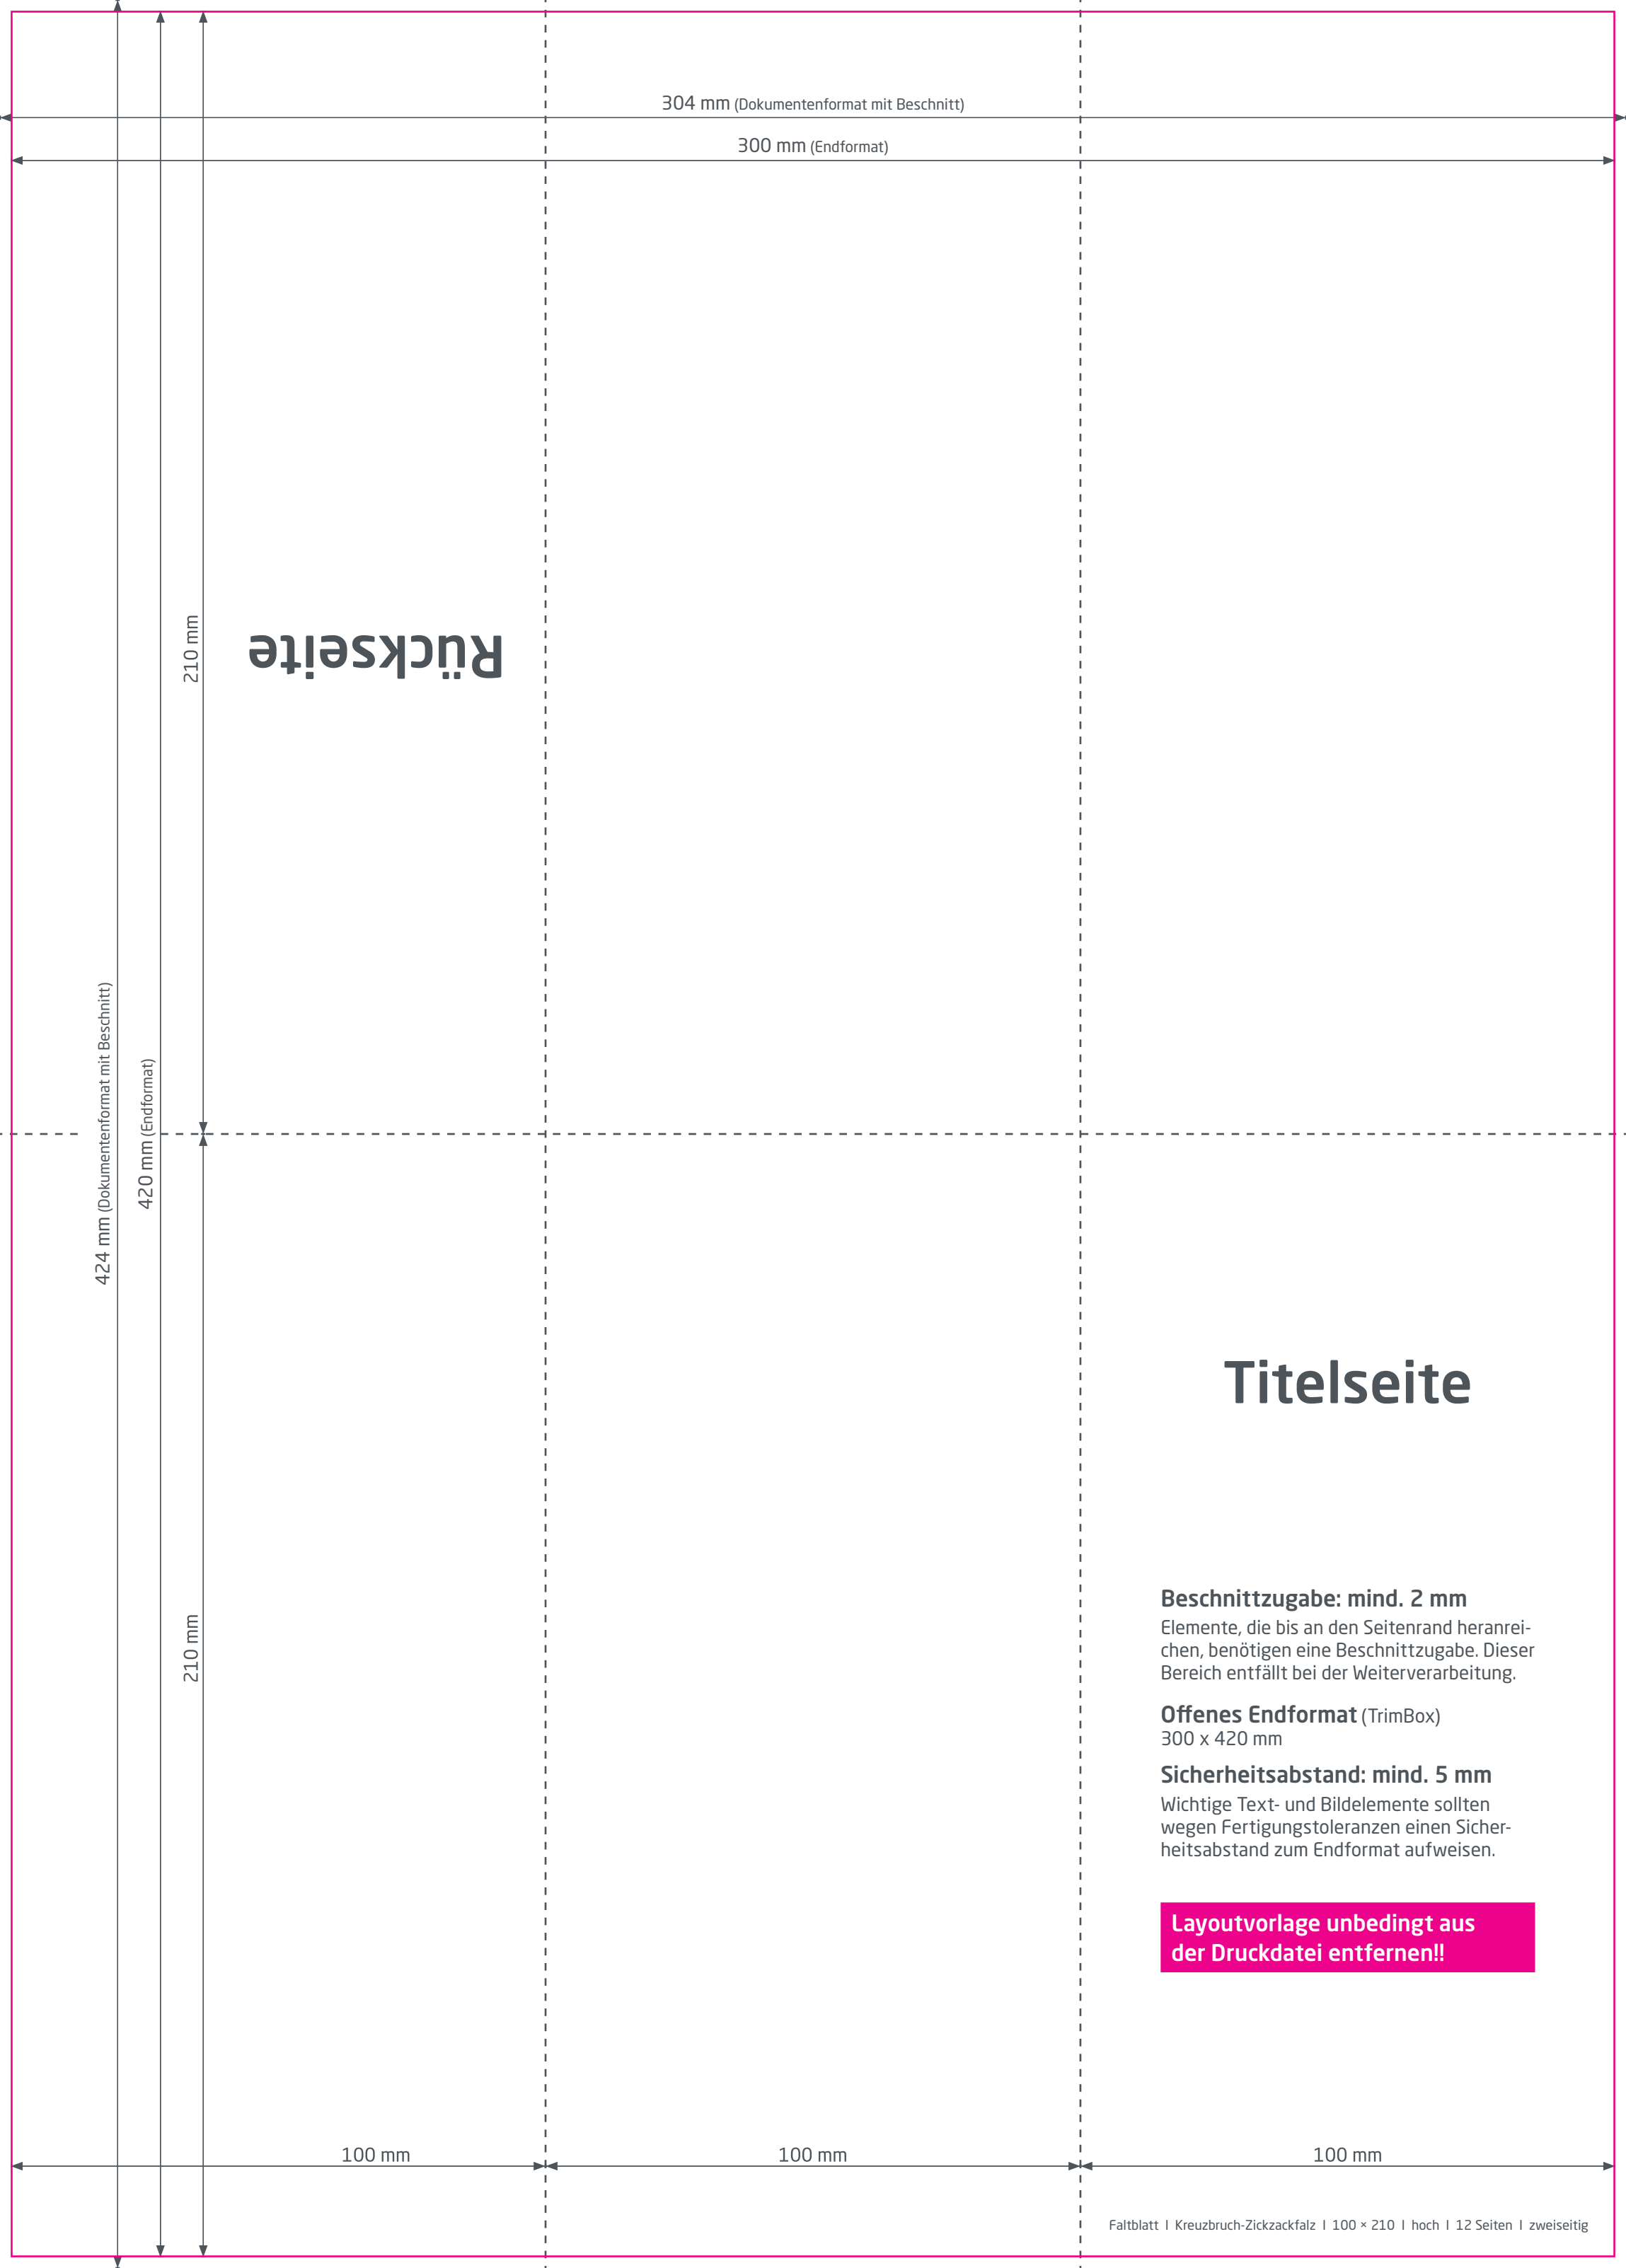 304 mm (Dokumentenformat mit Beschnitt)
300 mm (Endformat)
210 mm
Rückseite
424 mm (Dokumentenformat mit Beschnitt)
420 mm (Endformat)
Titelseite
210 mm
Beschnittzugabe: mind. 2 mm
Elemente, die bis an den Seitenrand heranrei-
chen, benötigen eine Beschnittzugabe. Dieser
Bereich entfällt bei der Weiterverarbeitung.
Offenes Endformat (TrimBox)
300 x 420 mm
Sicherheitsabstand: mind. 5 mm
Wichtige Text- und Bildelemente sollten
wegen Fertigungstoleranzen einen Sicher-
heitsabstand zum Endformat aufweisen.
Layoutvorlage unbedingt aus
der Druckdatei entfernen!!
100 mm
100 mm
100 mm
Faltblatt I Kreuzbruch-Zickzackfalz I 100 × 210 I hoch I 12 Seiten I zweiseitig